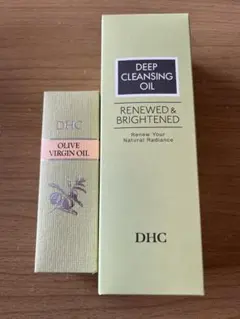 DHC
OLIVE
VIRGIN OIL
DEEP
CLEANSING
OIL
RENEWED &
BRIGHTENED
Renew Your
Natural Radiance
DHC